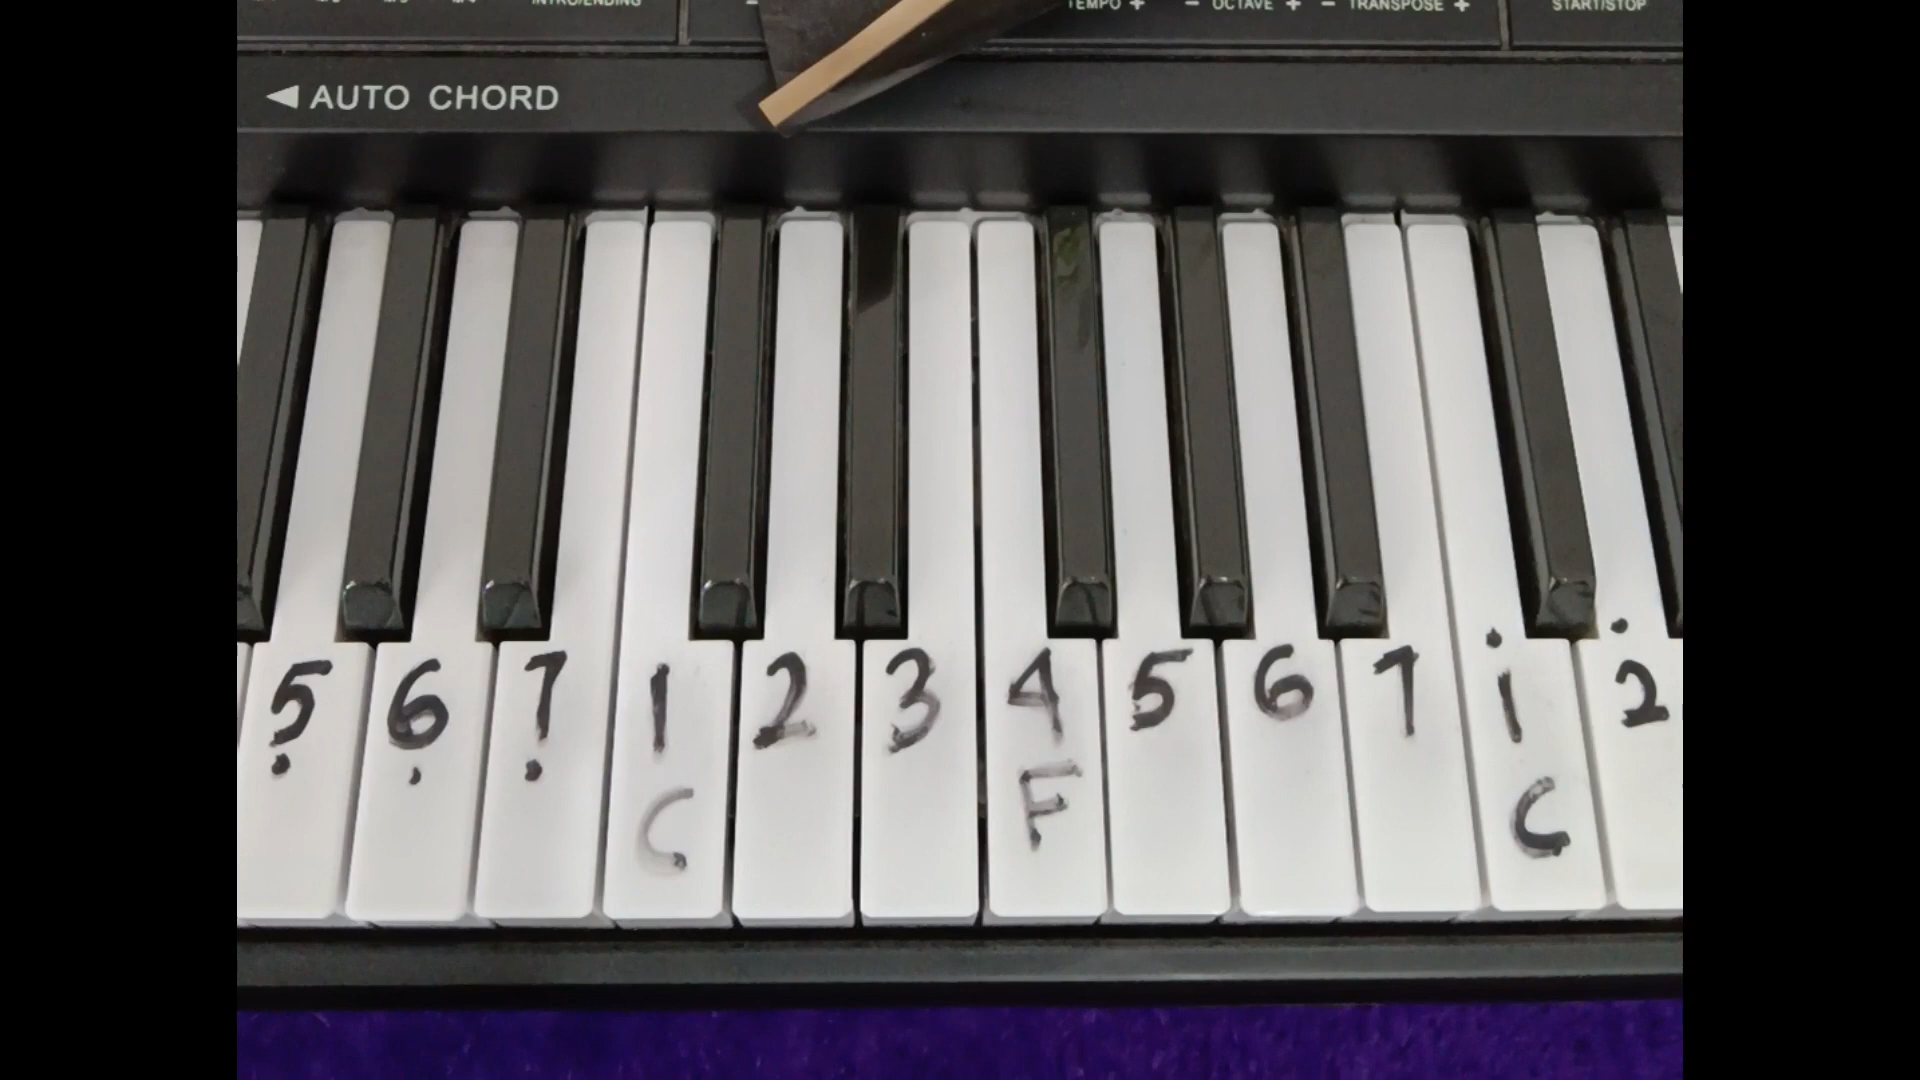 INTRO/ENDING
TEMPO +
− OCTAVE +
− TRANSPOSE +
START/STOP
◄ AUTO CHORD
5̣ 6̣ 7̣ 1 2 3 4 5 6 7 1̇ 2̇
C F C